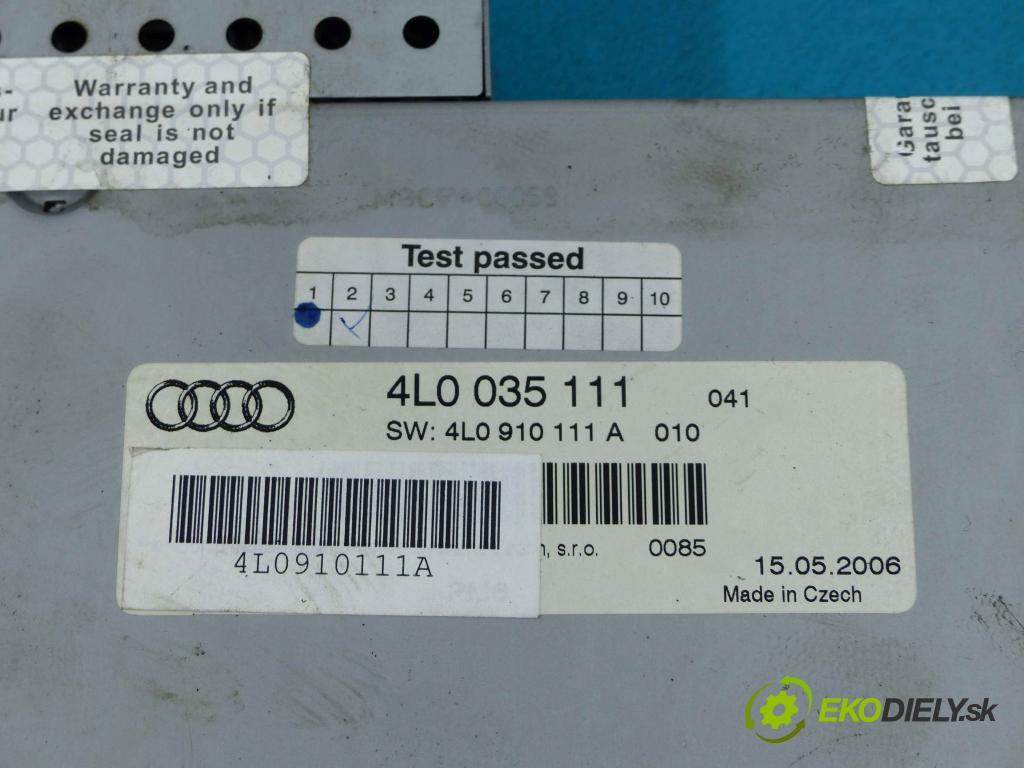 Warranty and
exchange only if
seal is not
damaged
Garan
tausc
bei
Test passed
1 2 3 4 5 6 7 8 9 10
4L0 035 111 041
SW: 4L0 910 111 A 010
4L0910111A
s.r.o. 0085
15.05.2006
Made in Czech
EKODIELY.sk